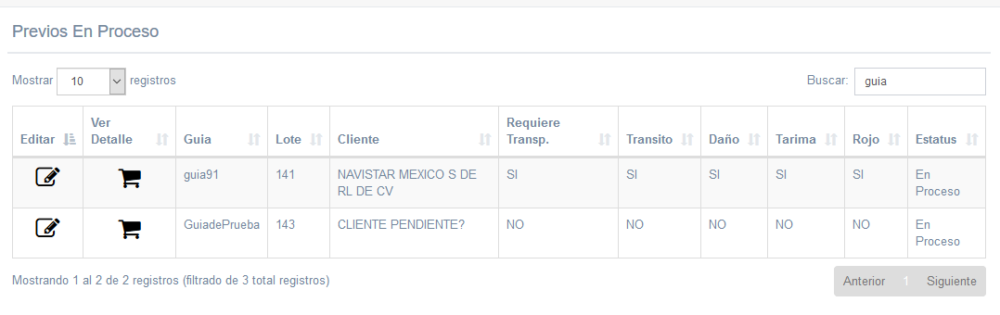 Previos En Proceso
Mostrar 10 registros
Buscar: guia
Editar Ver Detalle Guia Lote Cliente Requiere Transp. Transito Daño Tarima Rojo Estatus
guia91 141 NAVISTAR MEXICO S DE RL DE CV SI SI SI SI SI En Proceso
GuiadePrueba 143 CLIENTE PENDIENTE? NO NO NO NO NO En Proceso
Mostrando 1 al 2 de 2 registros (filtrado de 3 total registros)
Anterior 1 Siguiente